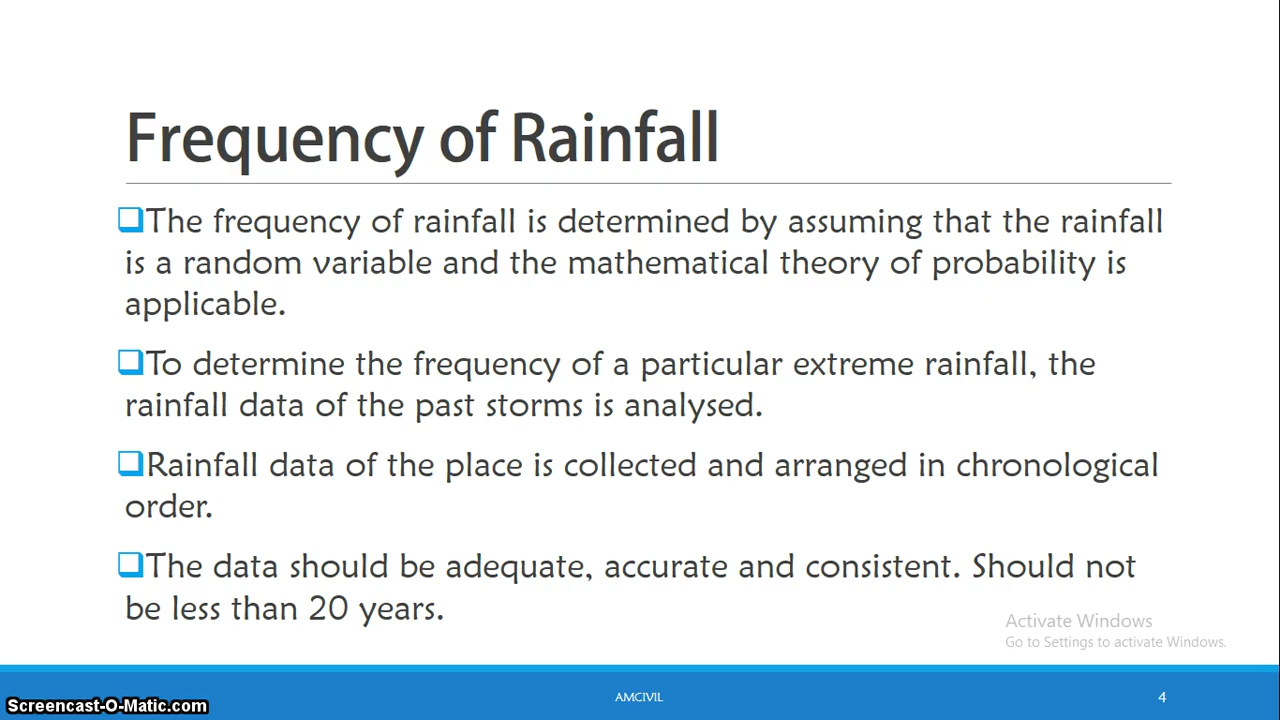 Frequency of Rainfall
The frequency of rainfall is determined by assuming that the rainfall
is a random variable and the mathematical theory of probability is
applicable.
To determine the frequency of a particular extreme rainfall, the
rainfall data of the past storms is analysed.
Rainfall data of the place is collected and arranged in chronological
order.
The data should be adequate, accurate and consistent. Should not
be less than 20 years.
Activate Windows
Go to Settings to activate Windows.
Screencast-O-Matic.com
AMCIVIL
4